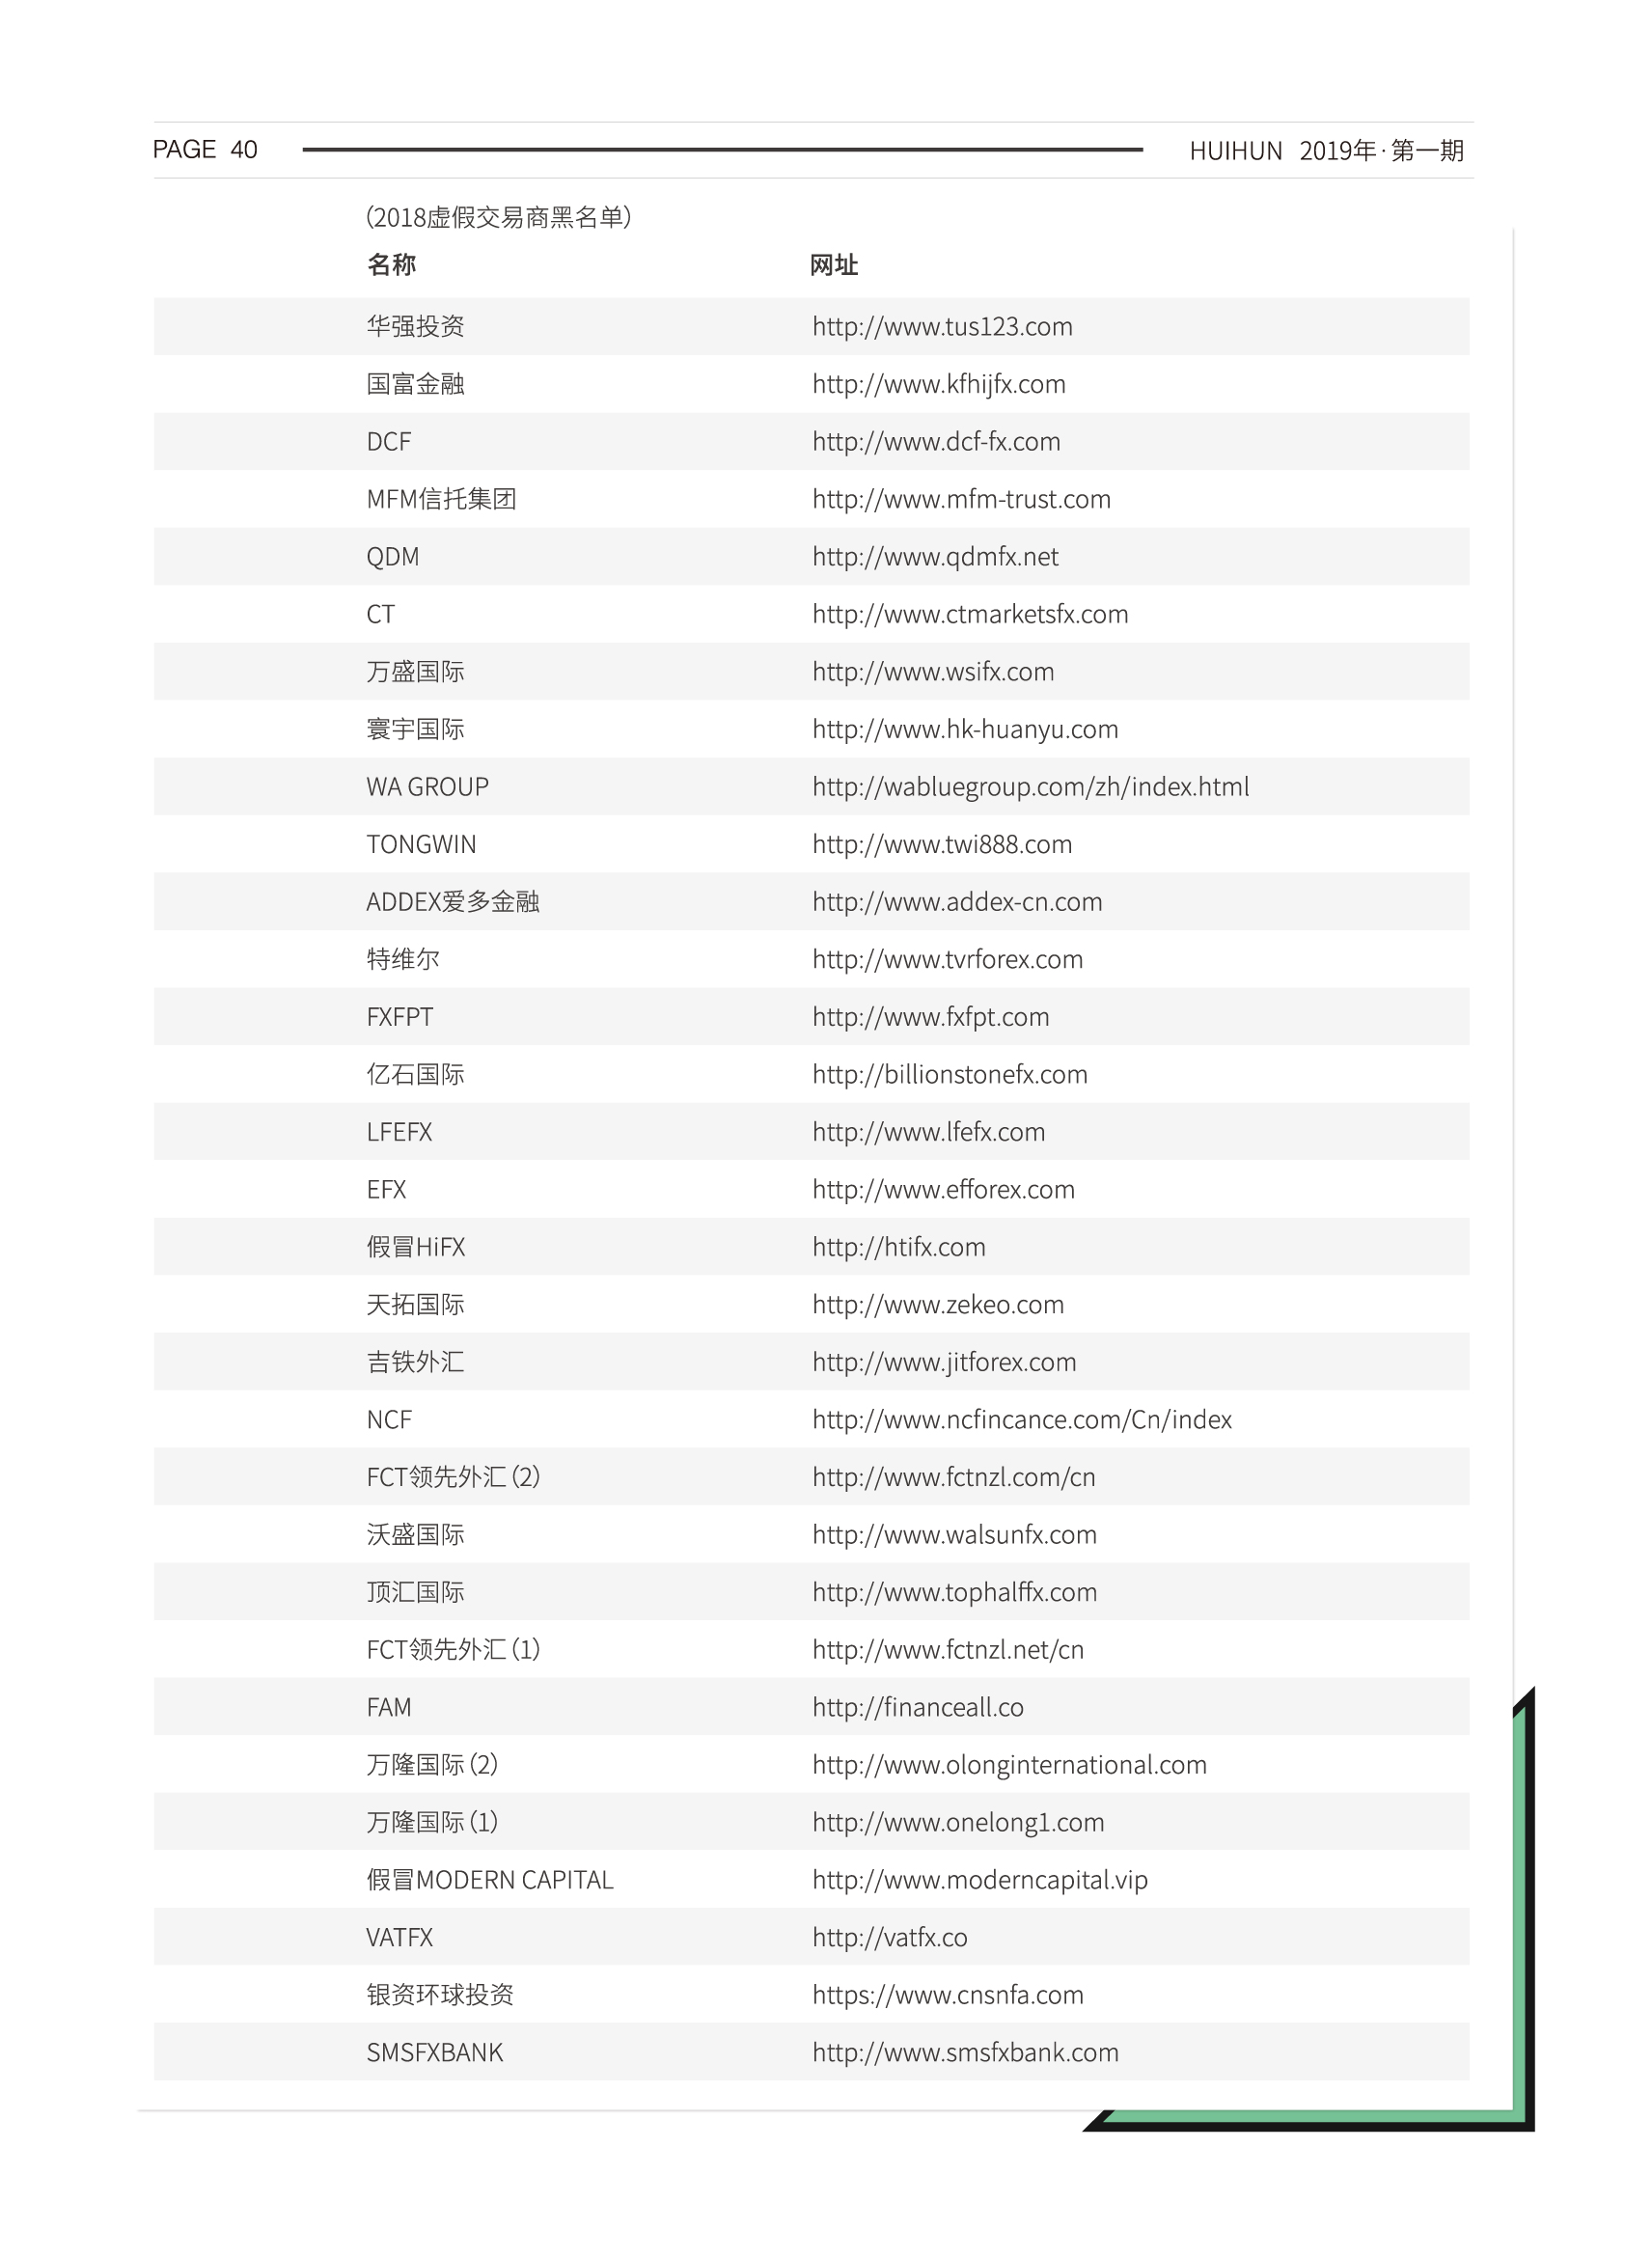 PAGE 40 HUIHUN 2019年·第一期
（2018虚假交易商黑名单）
名称 网址
华强投资 http://www.tus123.com
国富金融 http://www.kfhijfx.com
DCF http://www.dcf-fx.com
MFM信托集团 http://www.mfm-trust.com
QDM http://www.qdmfx.net
CT http://www.ctmarketsfx.com
万盛国际 http://www.wsifx.com
寰宇国际 http://www.hk-huanyu.com
WA GROUP http://wabluegroup.com/zh/index.html
TONGWIN http://www.twi888.com
ADDEX爱多金融 http://www.addex-cn.com
特维尔 http://www.tvrforex.com
FXFPT http://www.fxfpt.com
亿石国际 http://billionstonefx.com
LFEFX http://www.lfefx.com
EFX http://www.efforex.com
假冒HiFX http://htifx.com
天拓国际 http://www.zekeo.com
吉铁外汇 http://www.jitforex.com
NCF http://www.ncfincance.com/Cn/index
FCT领先外汇（2） http://www.fctnzl.com/cn
沃盛国际 http://www.walsunfx.com
顶汇国际 http://www.tophalffx.com
FCT领先外汇（1） http://www.fctnzl.net/cn
FAM http://financeall.co
万隆国际（2） http://www.olonginternational.com
万隆国际（1） http://www.onelong1.com
假冒MODERN CAPITAL http://www.moderncapital.vip
VATFX http://vatfx.co
银资环球投资 https://www.cnsnfa.com
SMSFXBANK http://www.smsfxbank.com